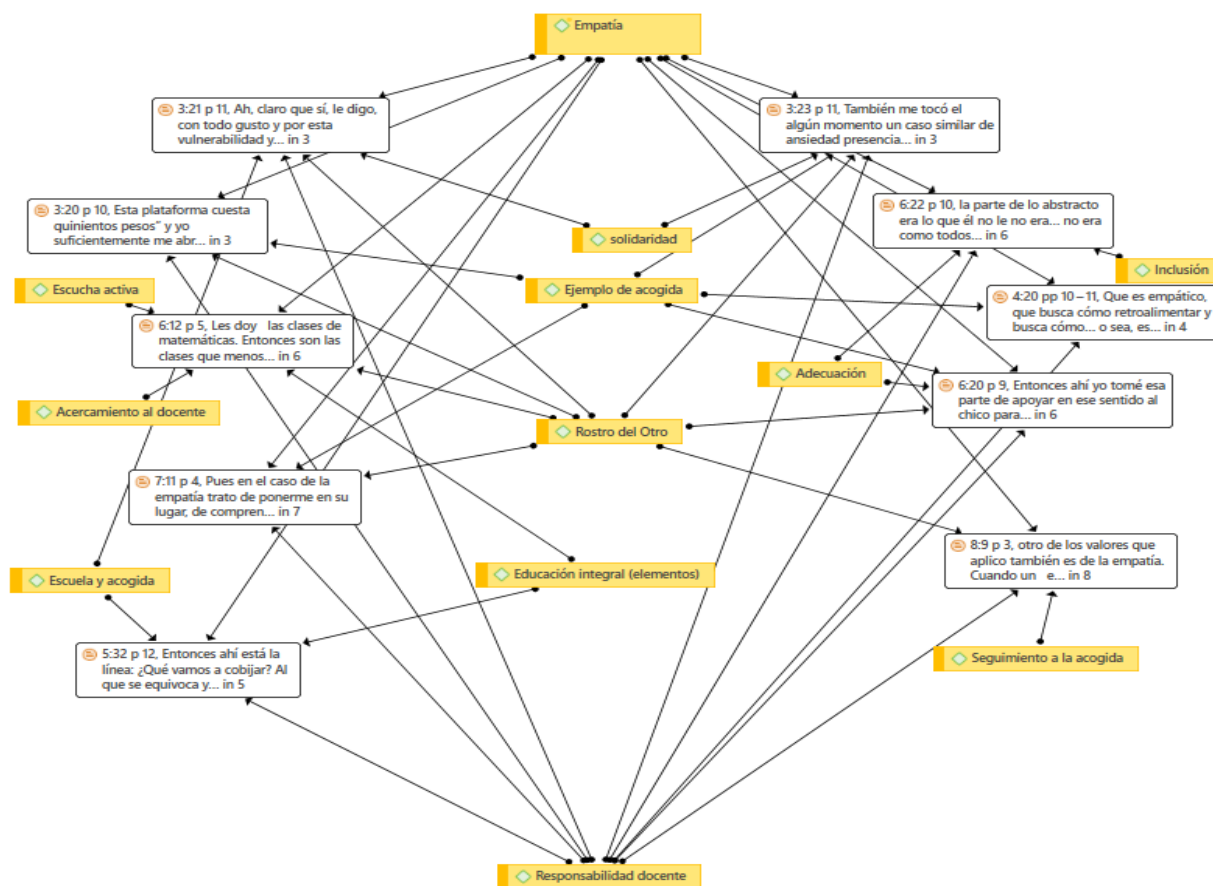 Empatía
3:21 p 11, Ah, claro que sí, le digo,
con todo gusto y por esta
vulnerabilidad y… in 3
3:23 p 11, También me tocó el
algún momento un caso similar de
ansiedad presencia… in 3
3:20 p 10, Esta plataforma cuesta
quinientos pesos” y yo
suficientemente me abr… in 3
6:22 p 10, la parte de lo abstracto
era lo que él no le no era… no era
como todos… in 6
solidaridad
Inclusión
Escucha activa
Ejemplo de acogida
4:20 pp 10 – 11, Que es empático,
que busca cómo retroalimentar y
busca cómo… o sea, es… in 4
6:12 p 5, Les doy las clases de
matemáticas. Entonces son las
clases que menos… in 6
Adecuación
6:20 p 9, Entonces ahí yo tomé esa
parte de apoyar en ese sentido al
chico para… in 6
Acercamiento al docente
Rostro del Otro
7:11 p 4, Pues en el caso de la
empatía trato de ponerme en su
lugar, de compren… in 7
8:9 p 3, otro de los valores que
aplico también es de la empatía.
Cuando un e… in 8
Escuela y acogida
Educación integral (elementos)
5:32 p 12, Entonces ahí está la
línea: ¿Qué vamos a cobijar? Al
que se equivoca y… in 5
Seguimiento a la acogida
Responsabilidad docente